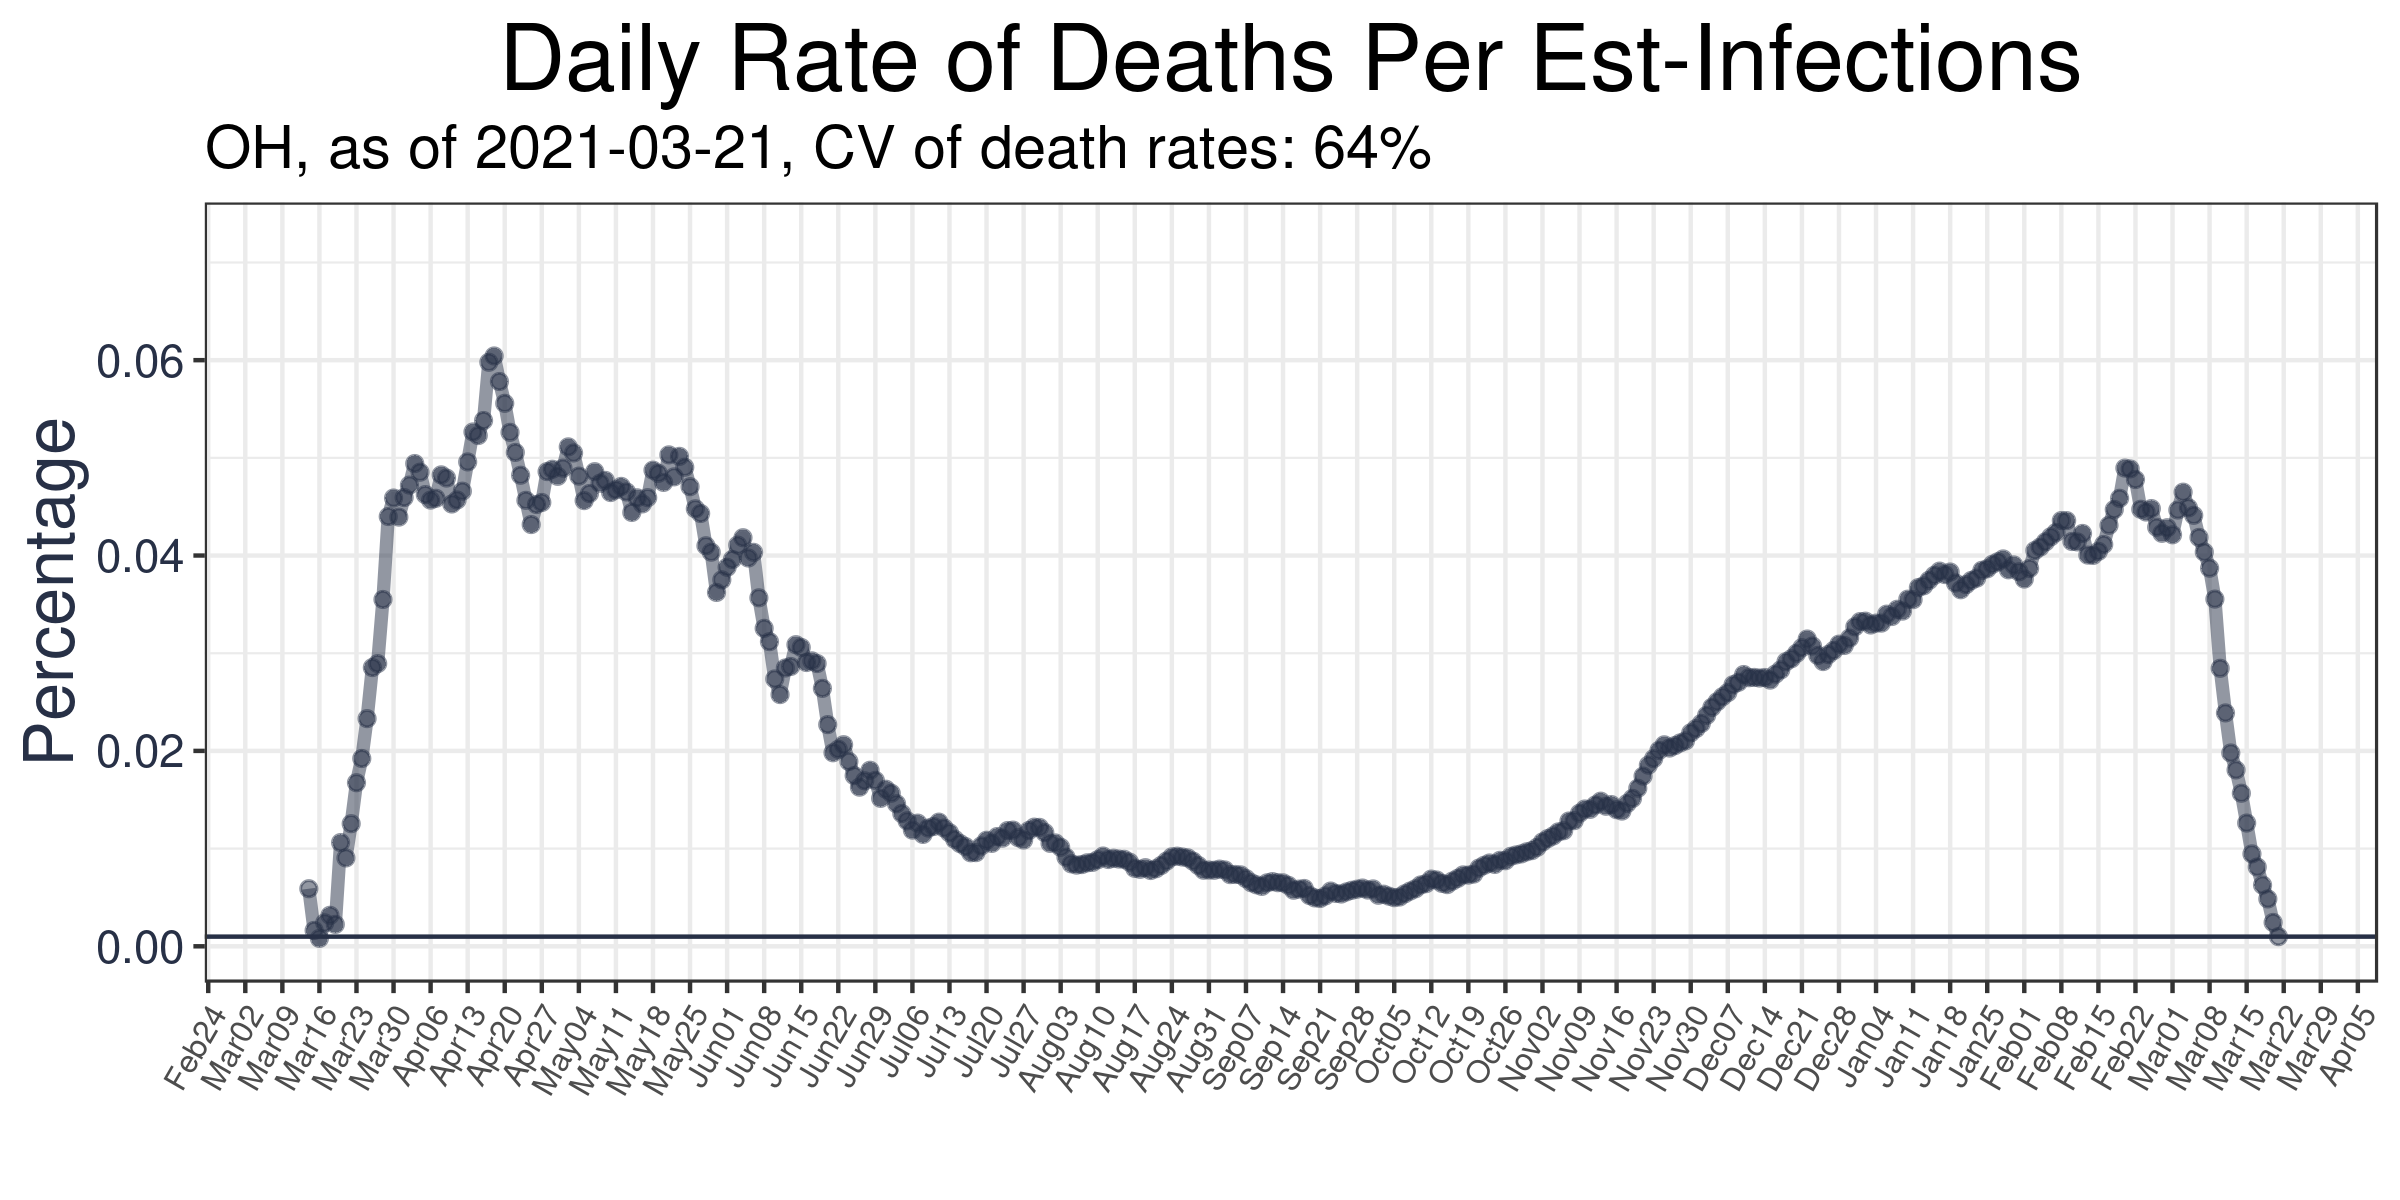 Daily Rate of Deaths Per Est-Infections
OH, as of 2021-03-21, CV of death rates: 64%
Percentage
0.06
0.04
0.02
0.00
Feb24
Mar02
Mar09
Mar16
Mar23
Mar30
Apr06
Apr13
Apr20
Apr27
May04
May11
May18
May25
Jun01
Jun08
Jun15
Jun22
Jun29
Jul06
Jul13
Jul20
Jul27
Aug03
Aug10
Aug17
Aug24
Aug31
Sep07
Sep14
Sep21
Sep28
Oct05
Oct12
Oct19
Oct26
Nov02
Nov09
Nov16
Nov23
Nov30
Dec07
Dec14
Dec21
Dec28
Jan04
Jan11
Jan18
Jan25
Feb01
Feb08
Feb15
Feb22
Mar01
Mar08
Mar15
Mar22
Mar29
Apr05